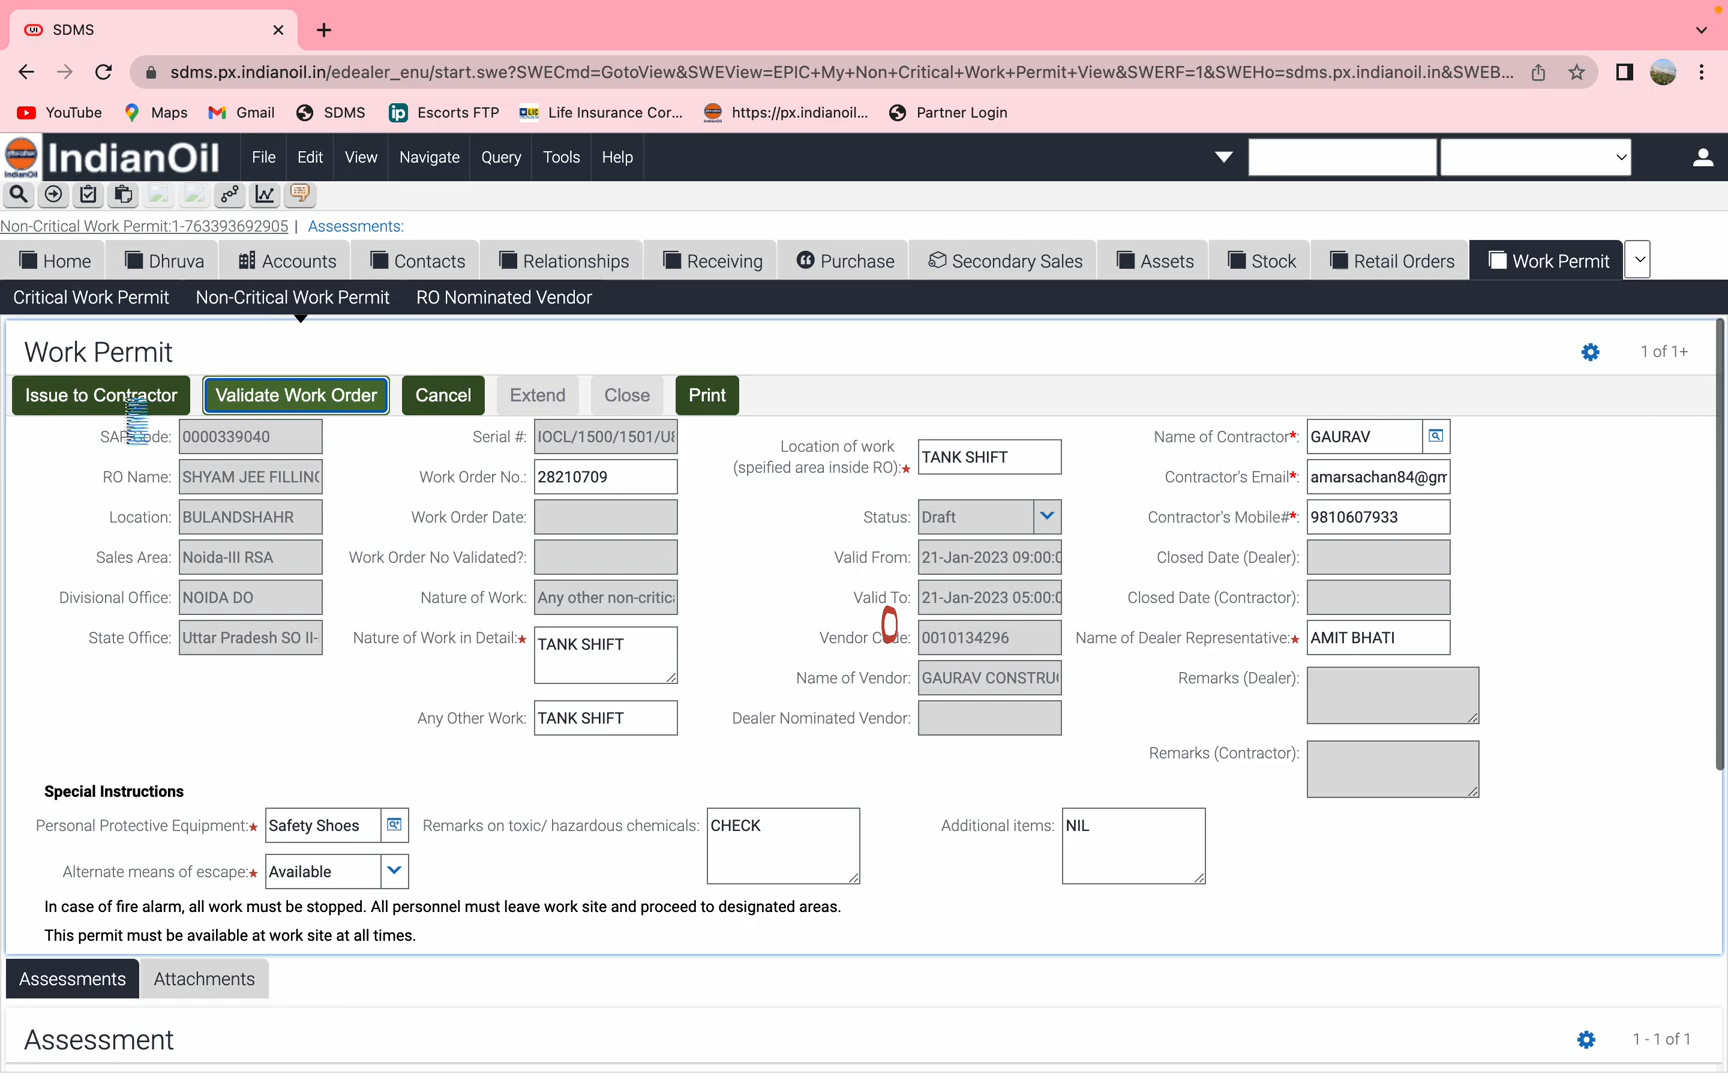 SDMS
sdms.px.indianoil.in/edealer_enu/start.swe?SWECmd=GotoView&SWEView=EPIC+My+Non+Critical+Work+Permit+View&SWERF=1&SWEHo=sdms.px.indianoil.in&SWEB...
YouTube Maps Gmail SDMS Escorts FTP Life Insurance Cor... https://px.indianoil... Partner Login
IndianOil File Edit View Navigate Query Tools Help
Non-Critical Work Permit:1-763393692905 | Assessments:
Home Dhruva Accounts Contacts Relationships Receiving Purchase Secondary Sales Assets Stock Retail Orders Work Permit
Critical Work Permit Non-Critical Work Permit RO Nominated Vendor
Work Permit 1 of 1+
Issue to Contractor Validate Work Order Cancel Extend Close Print
SAP Code: 0000339040
RO Name: SHYAM JEE FILLING
Location: BULANDSHAHR
Sales Area: Noida-III RSA
Divisional Office: NOIDA DO
State Office: Uttar Pradesh SO II-
Serial #: IOCL/1500/1501/U8
Work Order No.: 28210709
Work Order Date:
Work Order No Validated?:
Nature of Work: Any other non-critica
Nature of Work in Detail:★ TANK SHIFT
Any Other Work: TANK SHIFT
Location of work
(speified area inside RO):★ TANK SHIFT
Status: Draft
Valid From: 21-Jan-2023 09:00:0
Valid To: 21-Jan-2023 05:00:0
Vendor Code: 0010134296
Name of Vendor: GAURAV CONSTRU
Dealer Nominated Vendor:
Name of Contractor*: GAURAV
Contractor's Email*: amarsachan84@gm
Contractor's Mobile#*: 9810607933
Closed Date (Dealer):
Closed Date (Contractor):
Name of Dealer Representative:★ AMIT BHATI
Remarks (Dealer):
Remarks (Contractor):
Special Instructions
Personal Protective Equipment:★ Safety Shoes Remarks on toxic/ hazardous chemicals: CHECK Additional items: NIL
Alternate means of escape:★ Available
In case of fire alarm, all work must be stopped. All personnel must leave work site and proceed to designated areas.
This permit must be available at work site at all times.
Assessments Attachments
Assessment 1 - 1 of 1